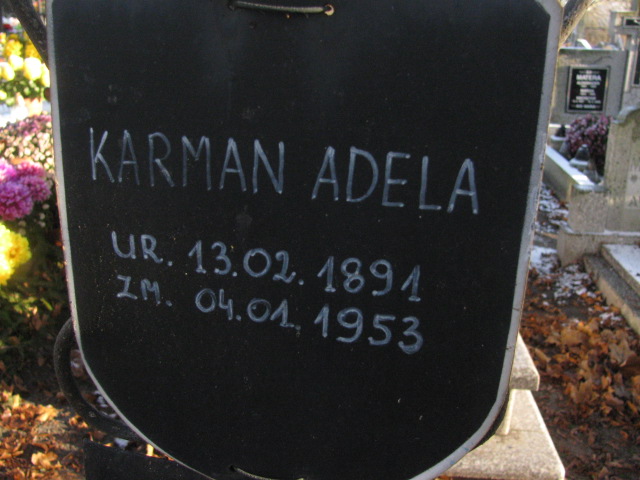 KARMAN ADELA
UR. 13.02. 1891
ZM. 04.01. 1953